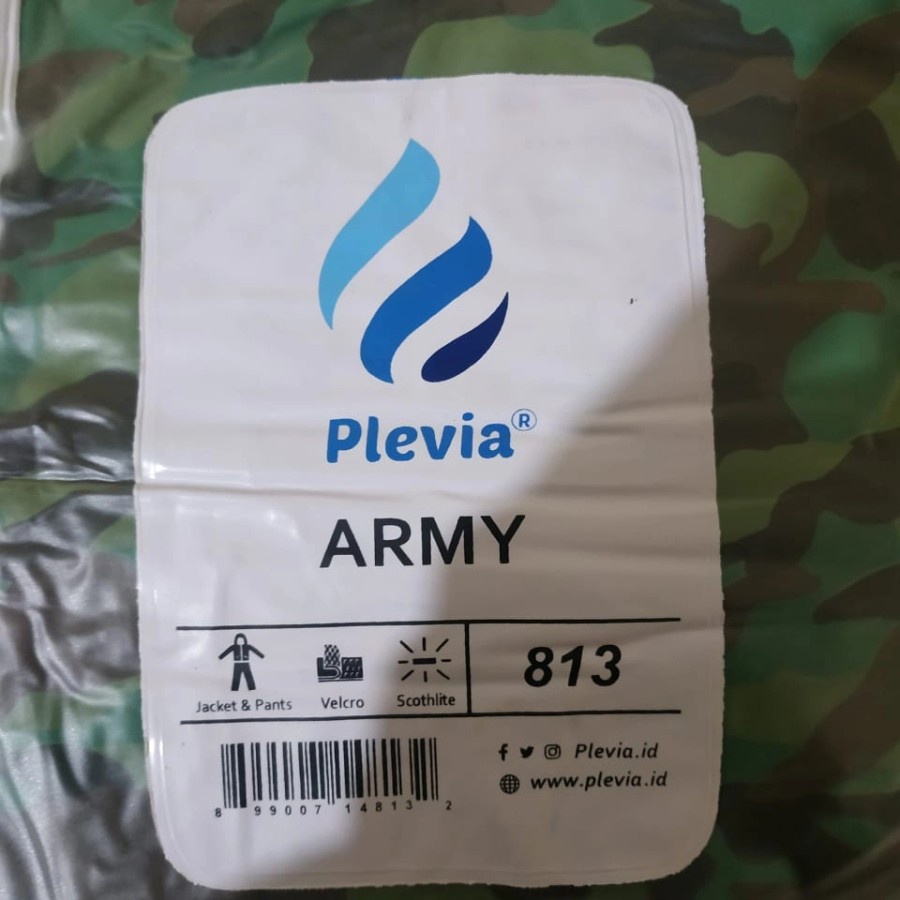 Plevia®
ARMY
Jacket & Pants Velcro Scothlite
813
8 99007 14813 2
Plevia.id
www.plevia.id